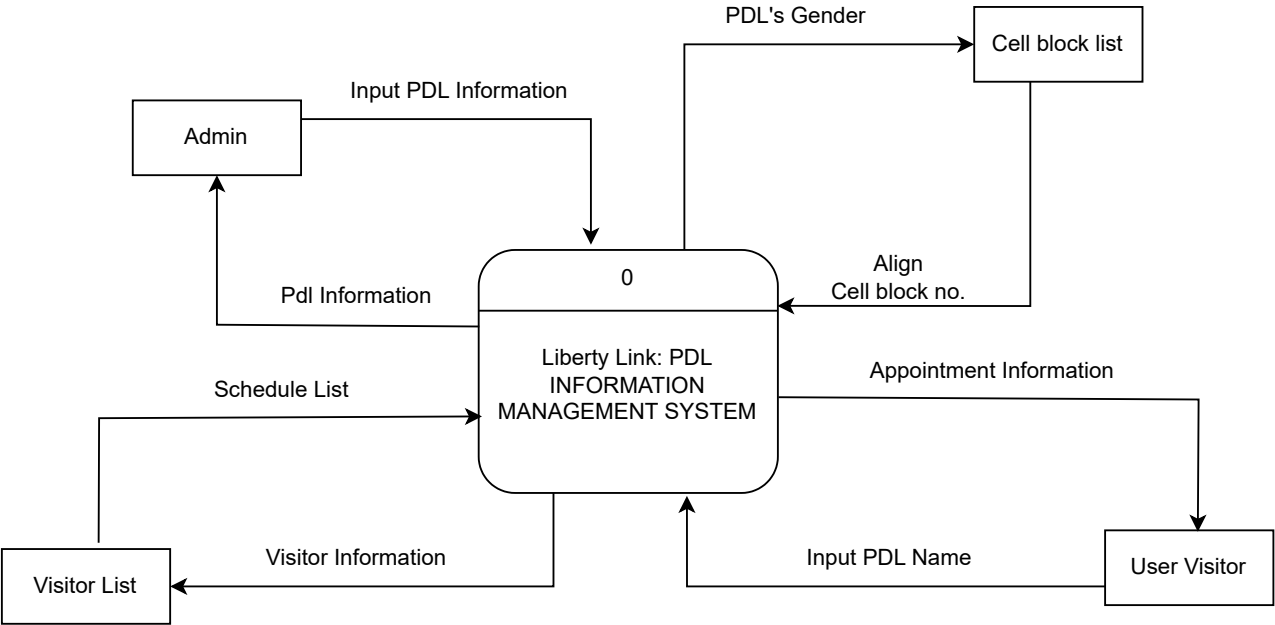 PDL's Gender
Cell block list
Input PDL Information
Admin
Align
Cell block no.
0
Pdl Information
Liberty Link: PDL
INFORMATION
MANAGEMENT SYSTEM
Appointment Information
Schedule List
Visitor Information
Input PDL Name
User Visitor
Visitor List